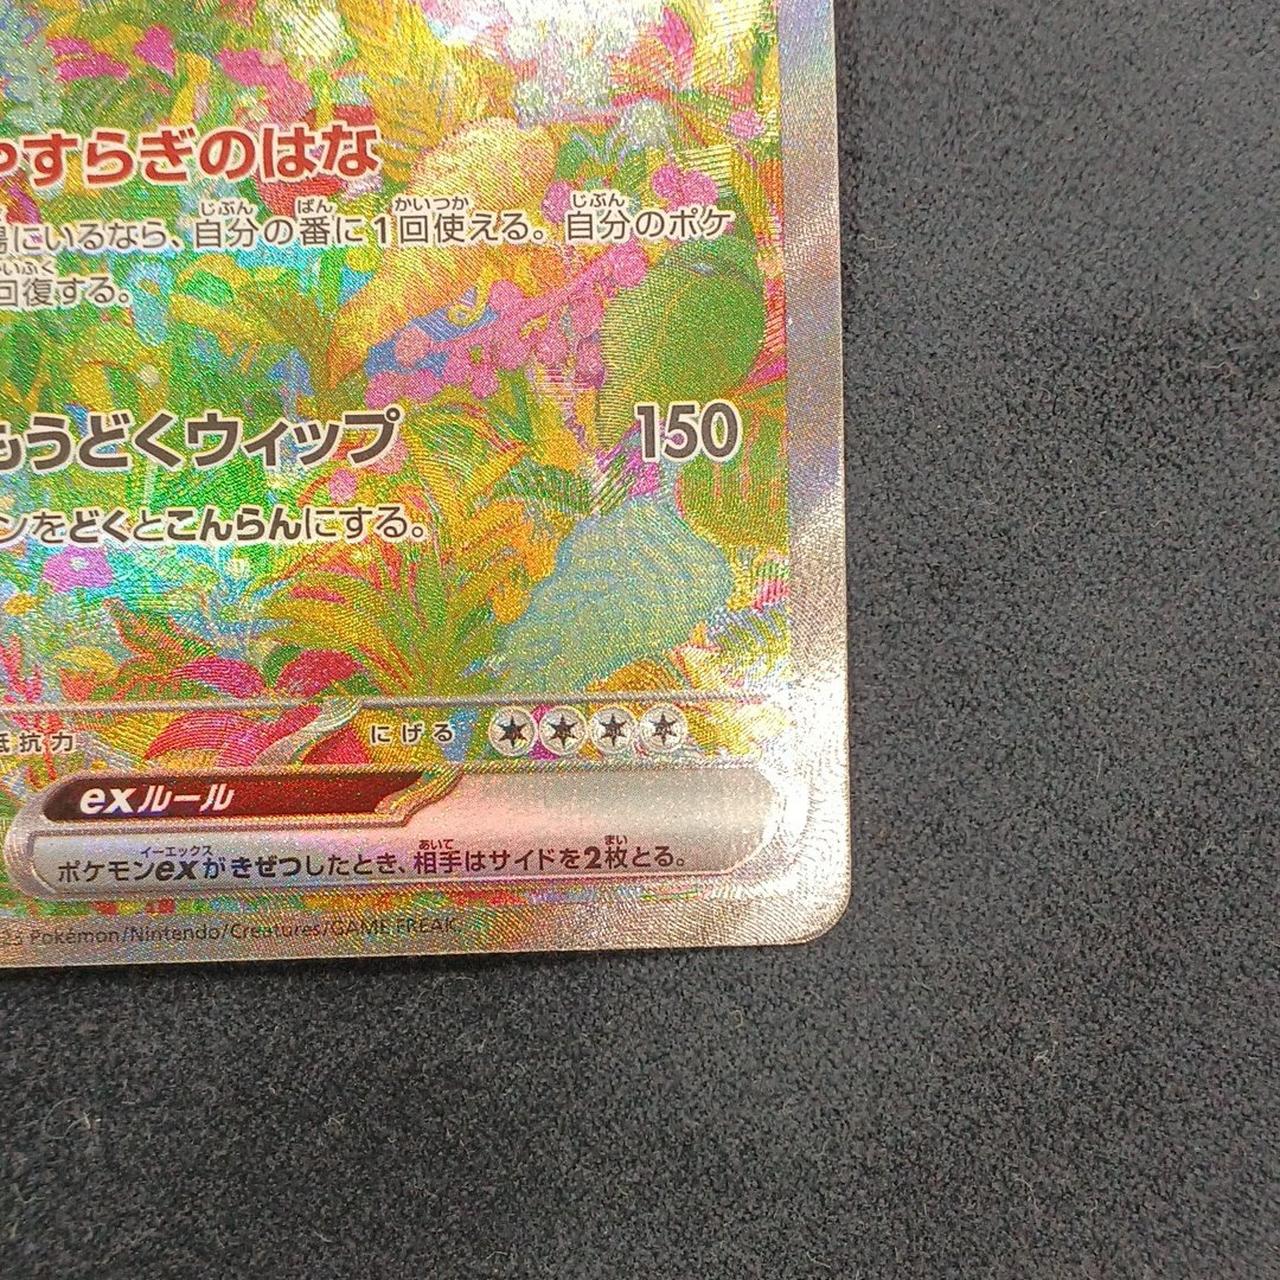 やすらぎのはな
場にいるなら、自分の番に1回使える。自分のポケ
回復する。
もうどくウィップ 150
ンをどくとこんらんにする。
抵抗力 にげる
exルール
ポケモンexがきぜつしたとき、相手はサイドを2枚とる。
23 Pokémon/Nintendo/Creatures/GAME FREAK.